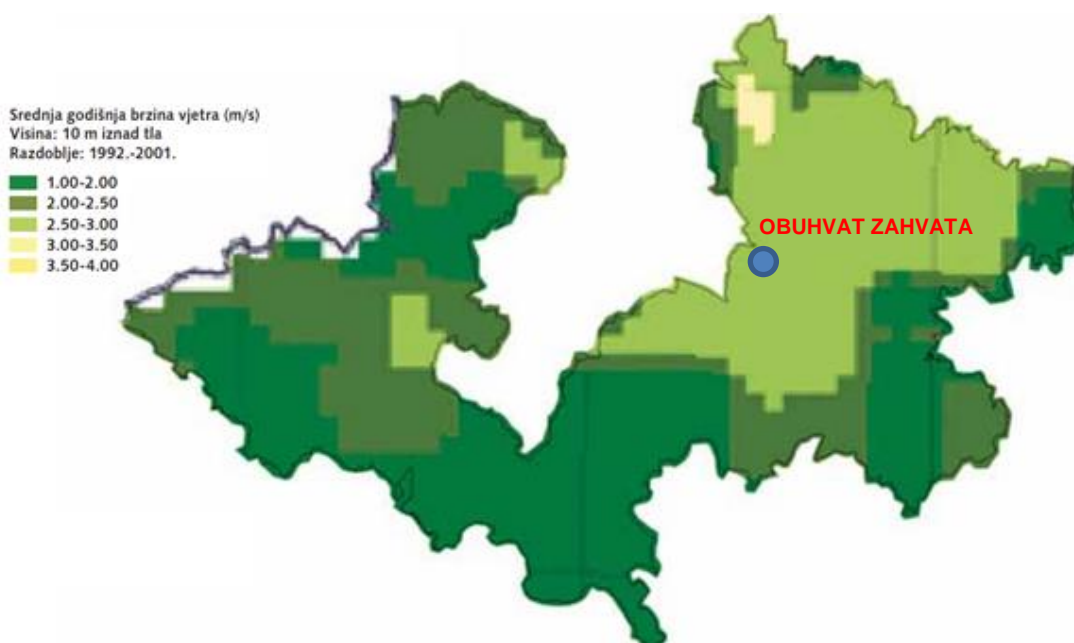 Srednja godišnja brzina vjetra (m/s)
Visina: 10 m iznad tla
Razdoblje: 1992.-2001.
1.00-2.00
2.00-2.50
2.50-3.00
3.00-3.50
3.50-4.00
OBUHVAT ZAHVATA